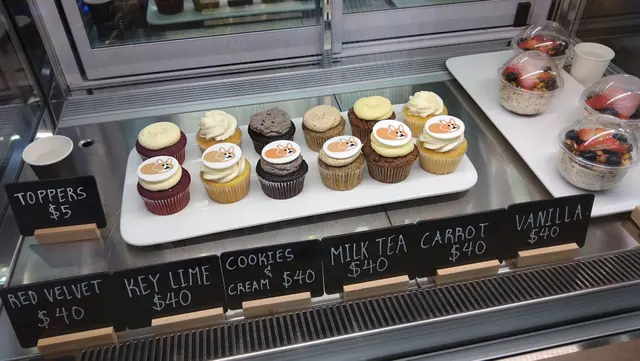 TOPPERS
$5
RED VELVET
$40
KEY LIME
$40
COOKIES
&
CREAM $40
MILK TEA
$40
CARROT
$40
VANILLA
$40